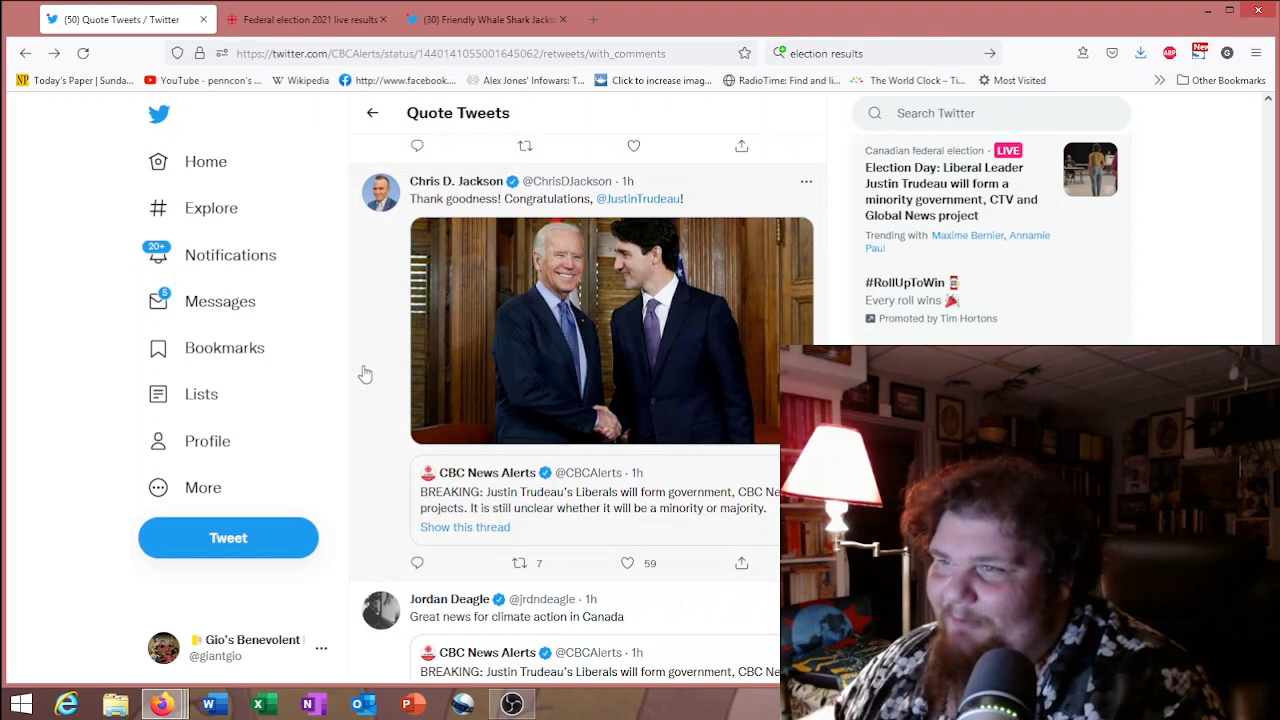 (50) Quote Tweets / Twitter
Federal election 2021 live results
(30) Friendly Whale Shark Jacks
https://twitter.com/CBCAlerts/status/1440141055001645062/retweets/with_comments
election results
ABP
New
G
NP
Today's Paper | Sunda...
YouTube - penncon's...
W Wikipedia
http://www.facebook....
Alex Jones' Infowars: T...
Click to increase imag...
RadioTime: Find and li...
The World Clock – Ti...
Most Visited
Other Bookmarks
Home
Explore
20+
Notifications
6
Messages
Bookmarks
Lists
Profile
More
Tweet
Gio's Benevolent
@giantgio
Quote Tweets
Chris D. Jackson @ChrisDJackson · 1h
Thank goodness! Congratulations, @JustinTrudeau!
CBC News Alerts @CBCAlerts · 1h
BREAKING: Justin Trudeau's Liberals will form government, CBC Ne
projects. It is still unclear whether it will be a minority or majority.
Show this thread
7
59
Jordan Deagle @jrdndeagle · 1h
Great news for climate action in Canada
CBC News Alerts @CBCAlerts · 1h
BREAKING: Justin Trudeau's Liberals will form government, CBC Ne
Search Twitter
Canadian federal election · LIVE
Election Day: Liberal Leader
Justin Trudeau will form a
minority government, CTV and
Global News project
Trending with Maxime Bernier, Annamie
Paul
#RollUpToWin
Every roll wins
Promoted by Tim Hortons